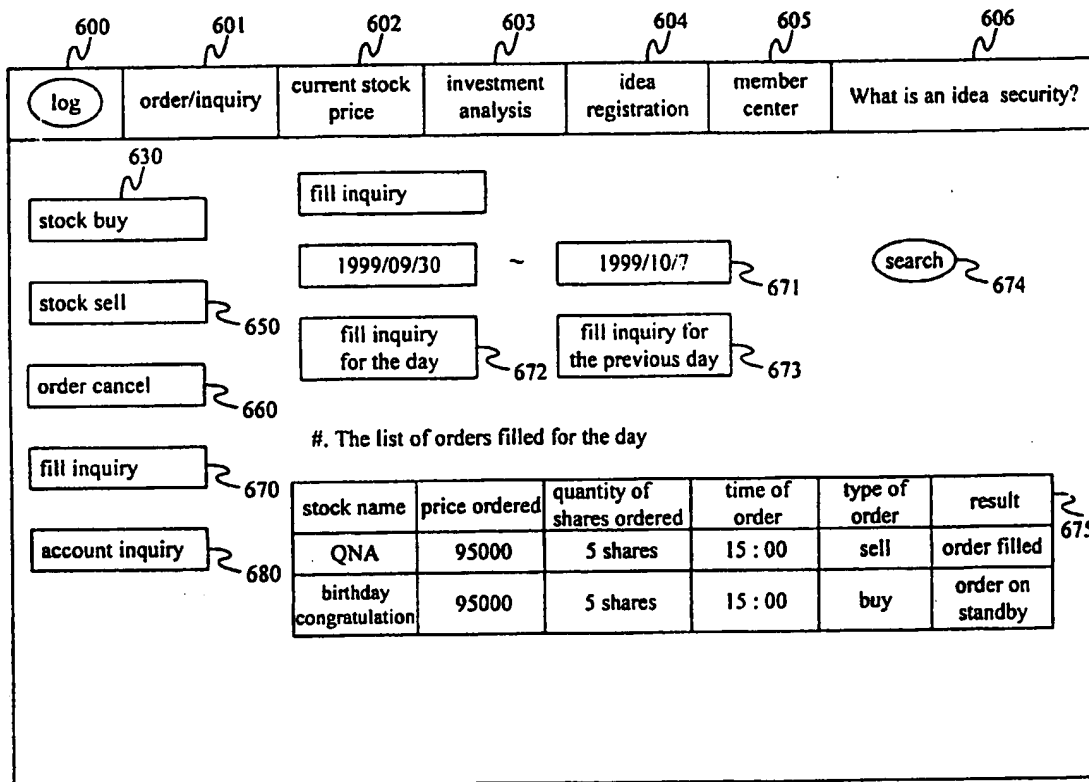 600
601
602
603
604
605
606
log
order/inquiry
current stock
price
investment
analysis
idea
registration
member
center
What is an idea security?
630
stock buy
stock sell
650
order cancel
660
fill inquiry
670
account inquiry
680
fill inquiry
1999/09/30
~
1999/10/7
671
search
674
fill inquiry
for the day
672
fill inquiry for
the previous day
673
#. The list of orders filled for the day
stock name
price ordered
quantity of
shares ordered
time of
order
type of
order
result
675
QNA
95000
5 shares
15 : 00
sell
order filled
birthday
congratulation
95000
5 shares
15 : 00
buy
order on
standby